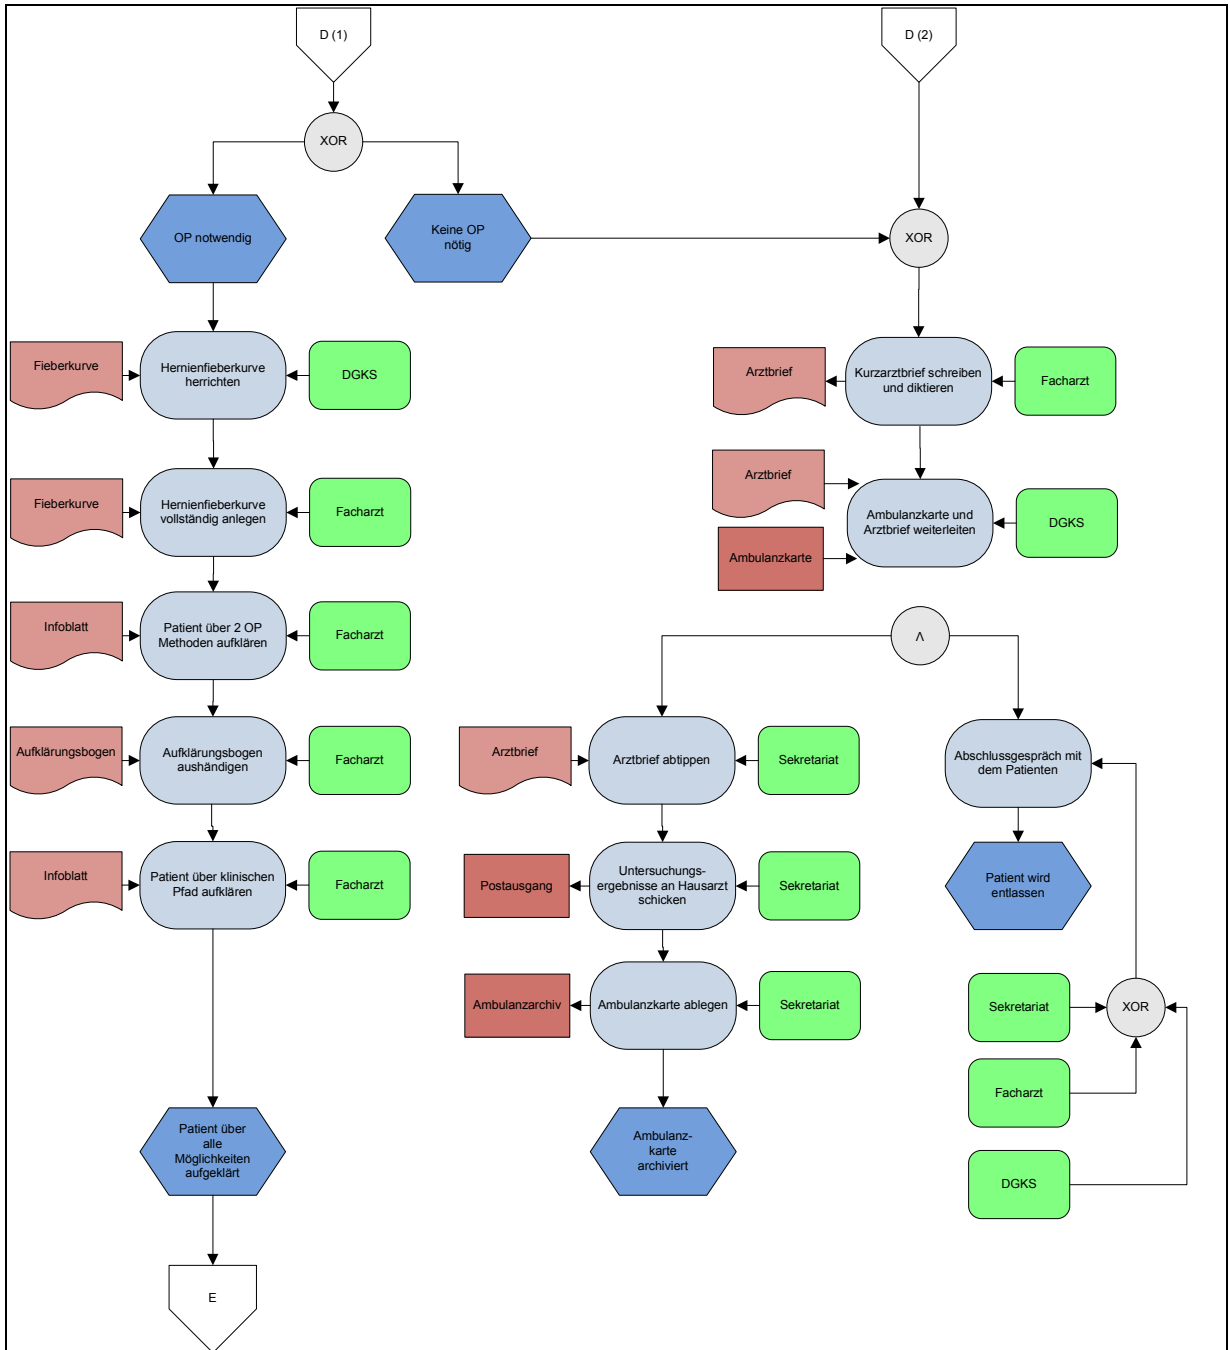 D (1)
D (2)
XOR
OP notwendig
Keine OP
nötig
XOR
Fieberkurve
Hernienfieberkurve
herrichten
DGKS
Arztbrief
Kurzarztbrief schreiben
und diktieren
Facharzt
Fieberkurve
Hernienfieberkurve
vollständig anlegen
Facharzt
Arztbrief
Ambulanzkarte
Ambulanzkarte und
Arztbrief weiterleiten
DGKS
Infoblatt
Patient über 2 OP
Methoden aufklären
Facharzt
Λ
Aufklärungsbogen
Aufklärungsbogen
aushändigen
Facharzt
Arztbrief
Arztbrief abtippen
Sekretariat
Abschlussgespräch mit
dem Patienten
Infoblatt
Patient über klinischen
Pfad aufklären
Facharzt
Postausgang
Untersuchungs-
ergebnisse an Hausarzt
schicken
Sekretariat
Patient wird
entlassen
Ambulanzarchiv
Ambulanzkarte ablegen
Sekretariat
Sekretariat
XOR
Facharzt
DGKS
Patient über
alle
Möglichkeiten
aufgeklärt
Ambulanz-
karte
archiviert
E